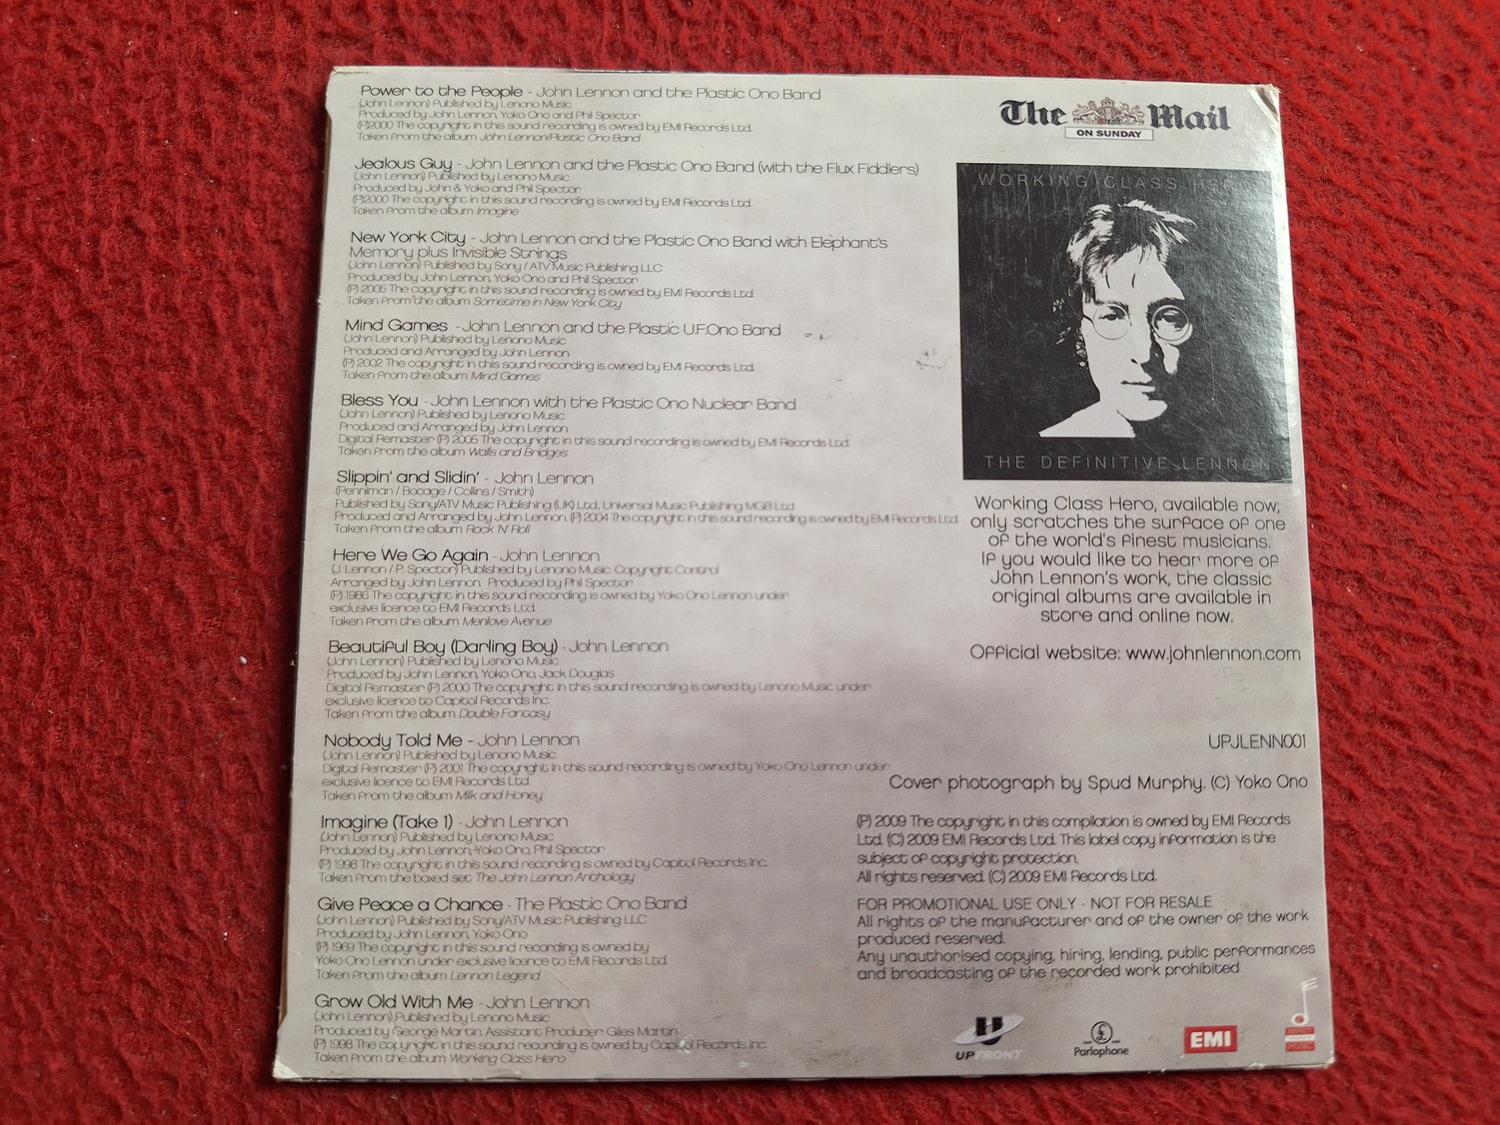 Power to the People - John Lennon and the Plastic Ono Band
(John Lennon) Published by Lenono Music
Produced by John Lennon, Yoko Ono and Phil Spector
(P)2000 The copyright in this sound recording is owned by EMI Records Ltd.
Taken from the album John Lennon/Plastic Ono Band
Jealous Guy - John Lennon and the Plastic Ono Band (with the Flux Fiddlers)
(John Lennon) Published by Lenono Music
Produced by John & Yoko and Phil Spector
(P)2000 The copyright in this sound recording is owned by EMI Records Ltd.
Taken from the album Imagine
New York City - John Lennon and the Plastic Ono Band with Elephant's
Memory plus Invisible Strings
(John Lennon) Published by Sony / ATV Music Publishing LLC
Produced by John Lennon, Yoko Ono and Phil Spector
(P) 2005 The copyright in this sound recording is owned by EMI Records Ltd.
Taken from the album Sometime in New York City
Mind Games - John Lennon and the Plastic U.F.Ono Band
(John Lennon) Published by Lenono Music
Produced and Arranged by John Lennon
(P) 2002 The copyright in this sound recording is owned by EMI Records Ltd.
Taken from the album Mind Games
Bless You - John Lennon with the Plastic Ono Nuclear Band
(John Lennon) Published by Lenono Music
Produced and Arranged by John Lennon
Digital Remaster (P) 2005 The copyright in this sound recording is owned by EMI Records Ltd.
Taken from the album Walls and Bridges
Slippin' and Slidin' - John Lennon
(Penniman / Bocage / Collins / Smith)
Published by Sony/ATV Music Publishing (UK) Ltd., Universal Music Publishing MGB Ltd
Produced and Arranged by John Lennon. (P) 2004 The copyright in this sound recording is owned by EMI Records Ltd.
Taken from the album Rock 'N' Roll
Here We Go Again - John Lennon
(J. Lennon / P. Spector) Published by Lenono Music. Copyright Control
Arranged by John Lennon. Produced by Phil Spector
(P) 1986 The copyright in this sound recording is owned by Yoko Ono Lennon under
exclusive licence to EMI Records Ltd.
Taken from the album Menlove Avenue
Beautiful Boy (Darling Boy) - John Lennon
(John Lennon) Published by Lenono Music
Produced by John Lennon, Yoko Ono, Jack Douglas
Digital Remaster (P) 2000 The copyright in this sound recording is owned by Lenono Music under
exclusive licence to Capitol Records Inc.
Taken from the album Double Fantasy
Nobody Told Me - John Lennon
(John Lennon) Published by Lenono Music
Digital Remaster (P) 2001 The copyright in this sound recording is owned by Yoko Ono Lennon under
exclusive licence to EMI Records Ltd.
Taken from the album Milk and Honey
Imagine (Take 1) - John Lennon
(John Lennon) Published by Lenono Music
Produced by John Lennon, Yoko Ono, Phil Spector
(P) 1998 The copyright in this sound recording is owned by Capitol Records Inc.
Taken from the boxed set The John Lennon Anthology
Give Peace a Chance - The Plastic Ono Band
(John Lennon) Published by Sony/ATV Music Publishing LLC
Produced by John Lennon, Yoko Ono
(P) 1969 The copyright in this sound recording is owned by
Yoko Ono Lennon under exclusive licence to EMI Records Ltd.
Taken from the album Lennon Legend
Grow Old With Me - John Lennon
(John Lennon) Published by Lenono Music
Produced by George Martin, Assistant Producer: Giles Martin
(P) 1998 The copyright in this sound recording is owned by Capitol Records Inc.
Taken from the album Working Class Hero
The Mail
ON SUNDAY
WORKING CLASS HERO
THE DEFINITIVE LENNON
Working Class Hero, available now,
only scratches the surface of one
of the world's finest musicians.
If you would like to hear more of
John Lennon's work, the classic
original albums are available in
store and online now.
Official website: www.johnlennon.com
UPJLENN001
Cover photograph by Spud Murphy. (C) Yoko Ono
(P) 2009 The copyright in this compilation is owned by EMI Records
Ltd. (C) 2009 EMI Records Ltd. This label copy information is the
subject of copyright protection.
All rights reserved. (C) 2009 EMI Records Ltd.
FOR PROMOTIONAL USE ONLY - NOT FOR RESALE
All rights of the manufacturer and of the owner of the work
produced reserved.
Any unauthorised copying, hiring, lending, public performances
and broadcasting of the recorded work prohibited
U
UPFRONT
£
Parlophone
EMI